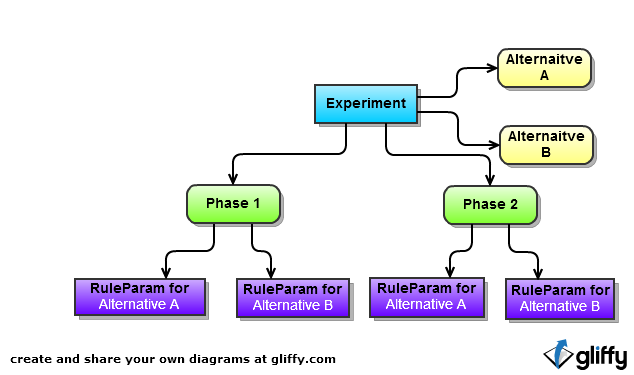 Alternaitve
A
Experiment
Alternaitve
B
Phase 1
Phase 2
RuleParam for
Alternative A
RuleParam for
Alternative B
RuleParam for
Alternative A
RuleParam for
Alternative B
create and share your own diagrams at gliffy.com
gliffy